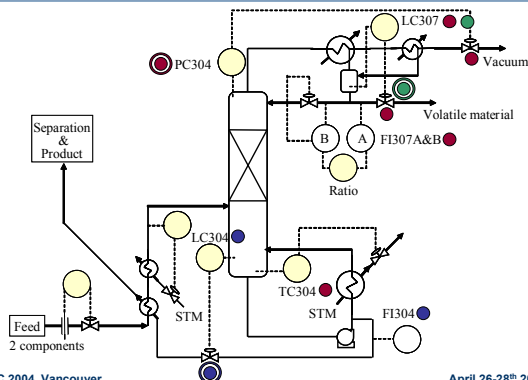 LC307
PC304
Vacuum
Volatile material
Separation
&
Product
B
A
FI307A&B
Ratio
LC304
TC304
STM
STM
FI304
Feed
2 components
C 2004, Vancouver
April 26-28th 2